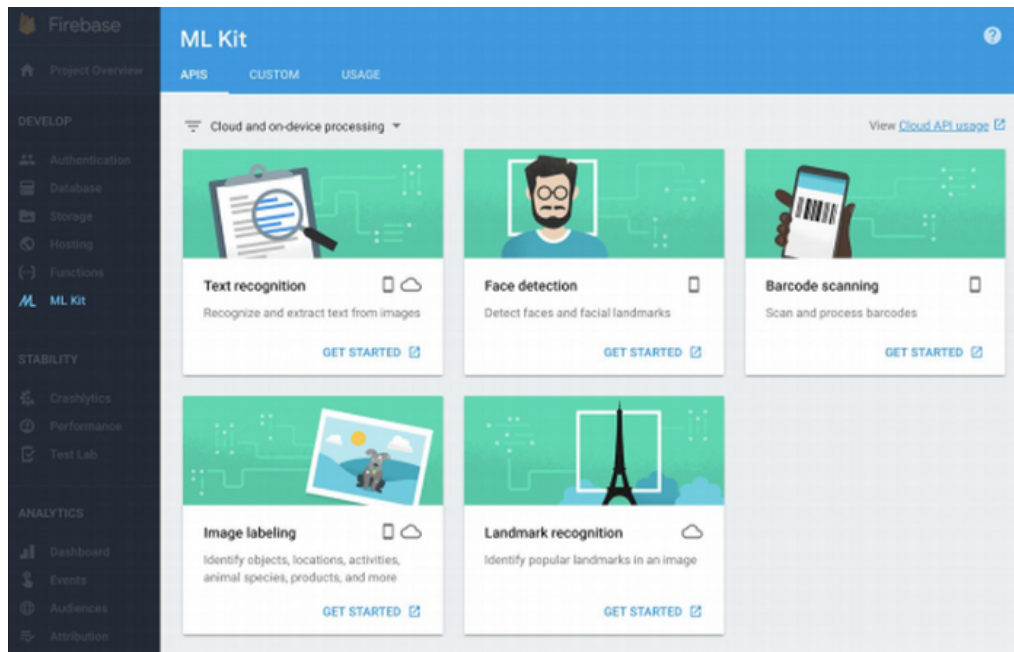 Firebase
Project Overview
DEVELOP
Authentication
Database
Storage
Hosting
Functions
ML Kit
STABILITY
Crashlytics
Performance
Test Lab
ANALYTICS
Dashboard
Events
Audiences
Attribution
ML Kit
APIS CUSTOM USAGE
Cloud and on-device processing
View Cloud API usage
Text recognition
Recognize and extract text from images
GET STARTED
Face detection
Detect faces and facial landmarks
GET STARTED
Barcode scanning
Scan and process barcodes
GET STARTED
Image labeling
Identify objects, locations, activities,
animal species, products, and more
GET STARTED
Landmark recognition
Identify popular landmarks in an image
GET STARTED